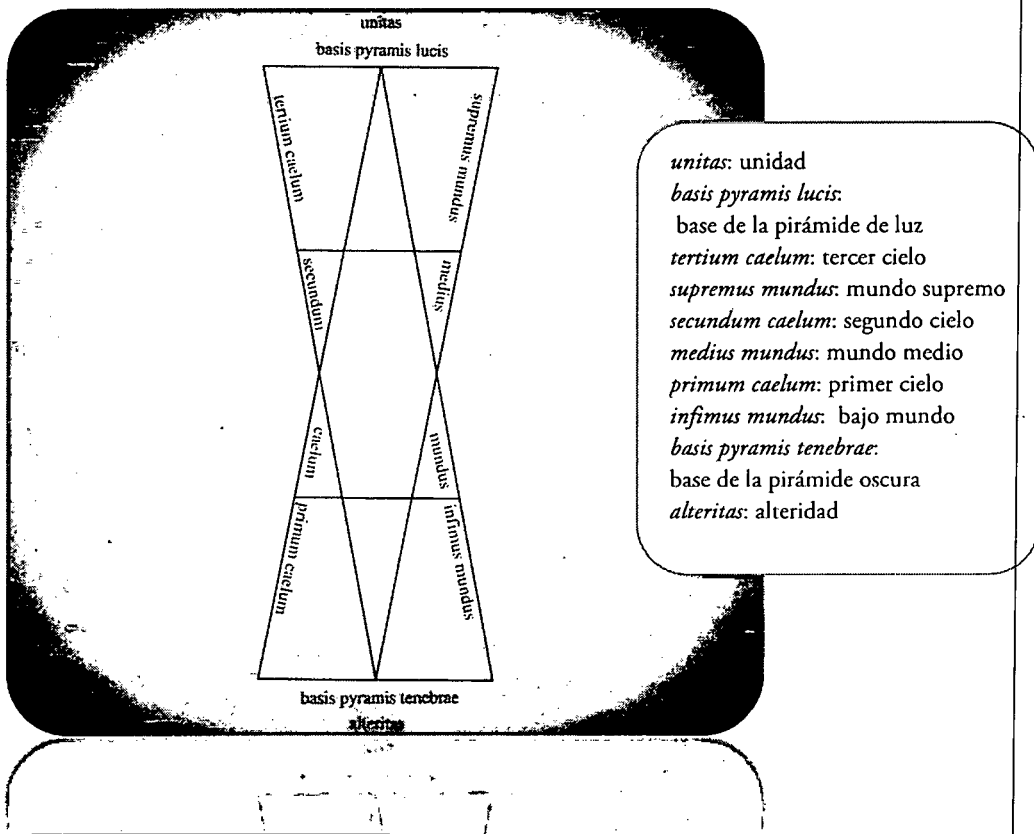 unitas
basis pyramis lucis
tertium caelum
supremus mundus
secundum
medius
caelum
mundus
primum caelum
infimus mundus
basis pyramis tenebrae
alteritas
unitas: unidad
basis pyramis lucis:
base de la pirámide de luz
tertium caelum: tercer cielo
supremus mundus: mundo supremo
secundum caelum: segundo cielo
medius mundus: mundo medio
primum caelum: primer cielo
infimus mundus: bajo mundo
basis pyramis tenebrae:
base de la pirámide oscura
alteritas: alteridad